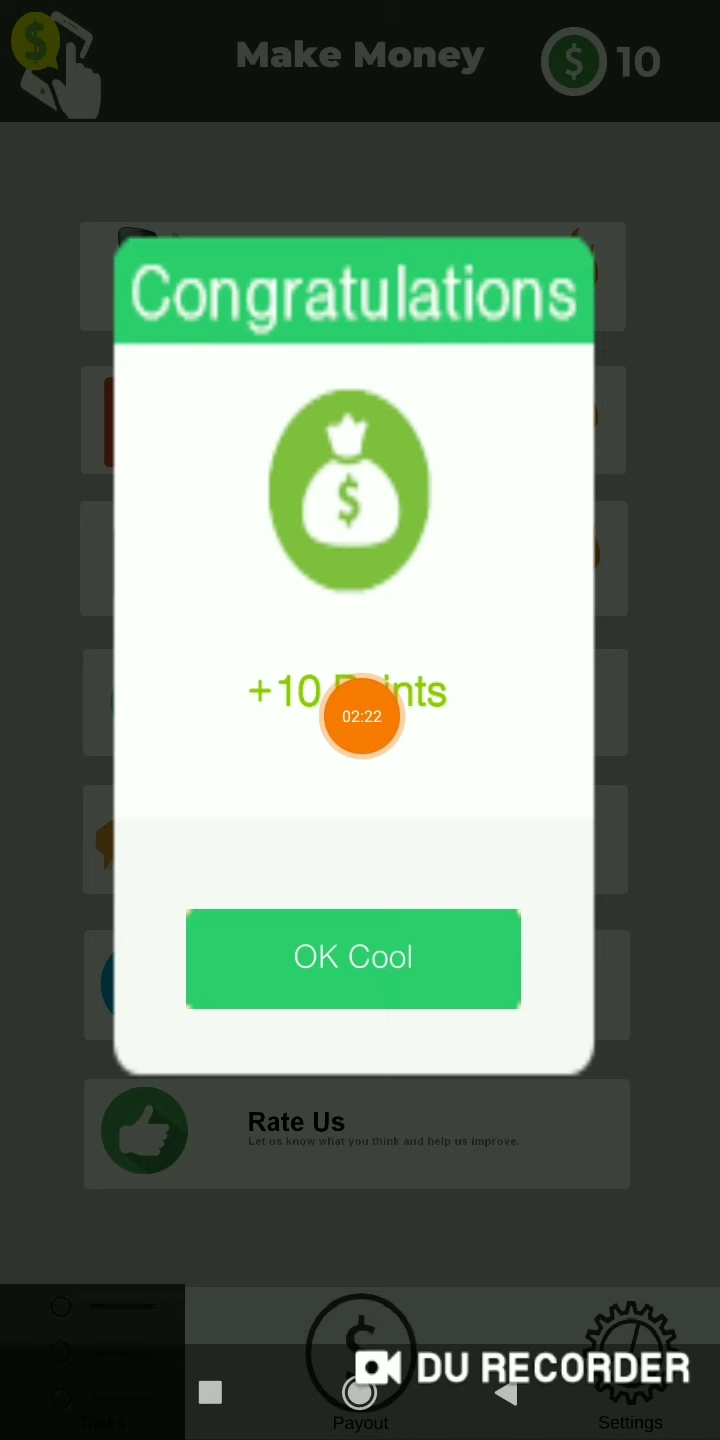 Make Money
10
Congratulations
$
+10 Points
02:22
OK Cool
Rate Us
Let us know what you think and help us improve.
DU RECORDER
Tasks
Payout
Settings